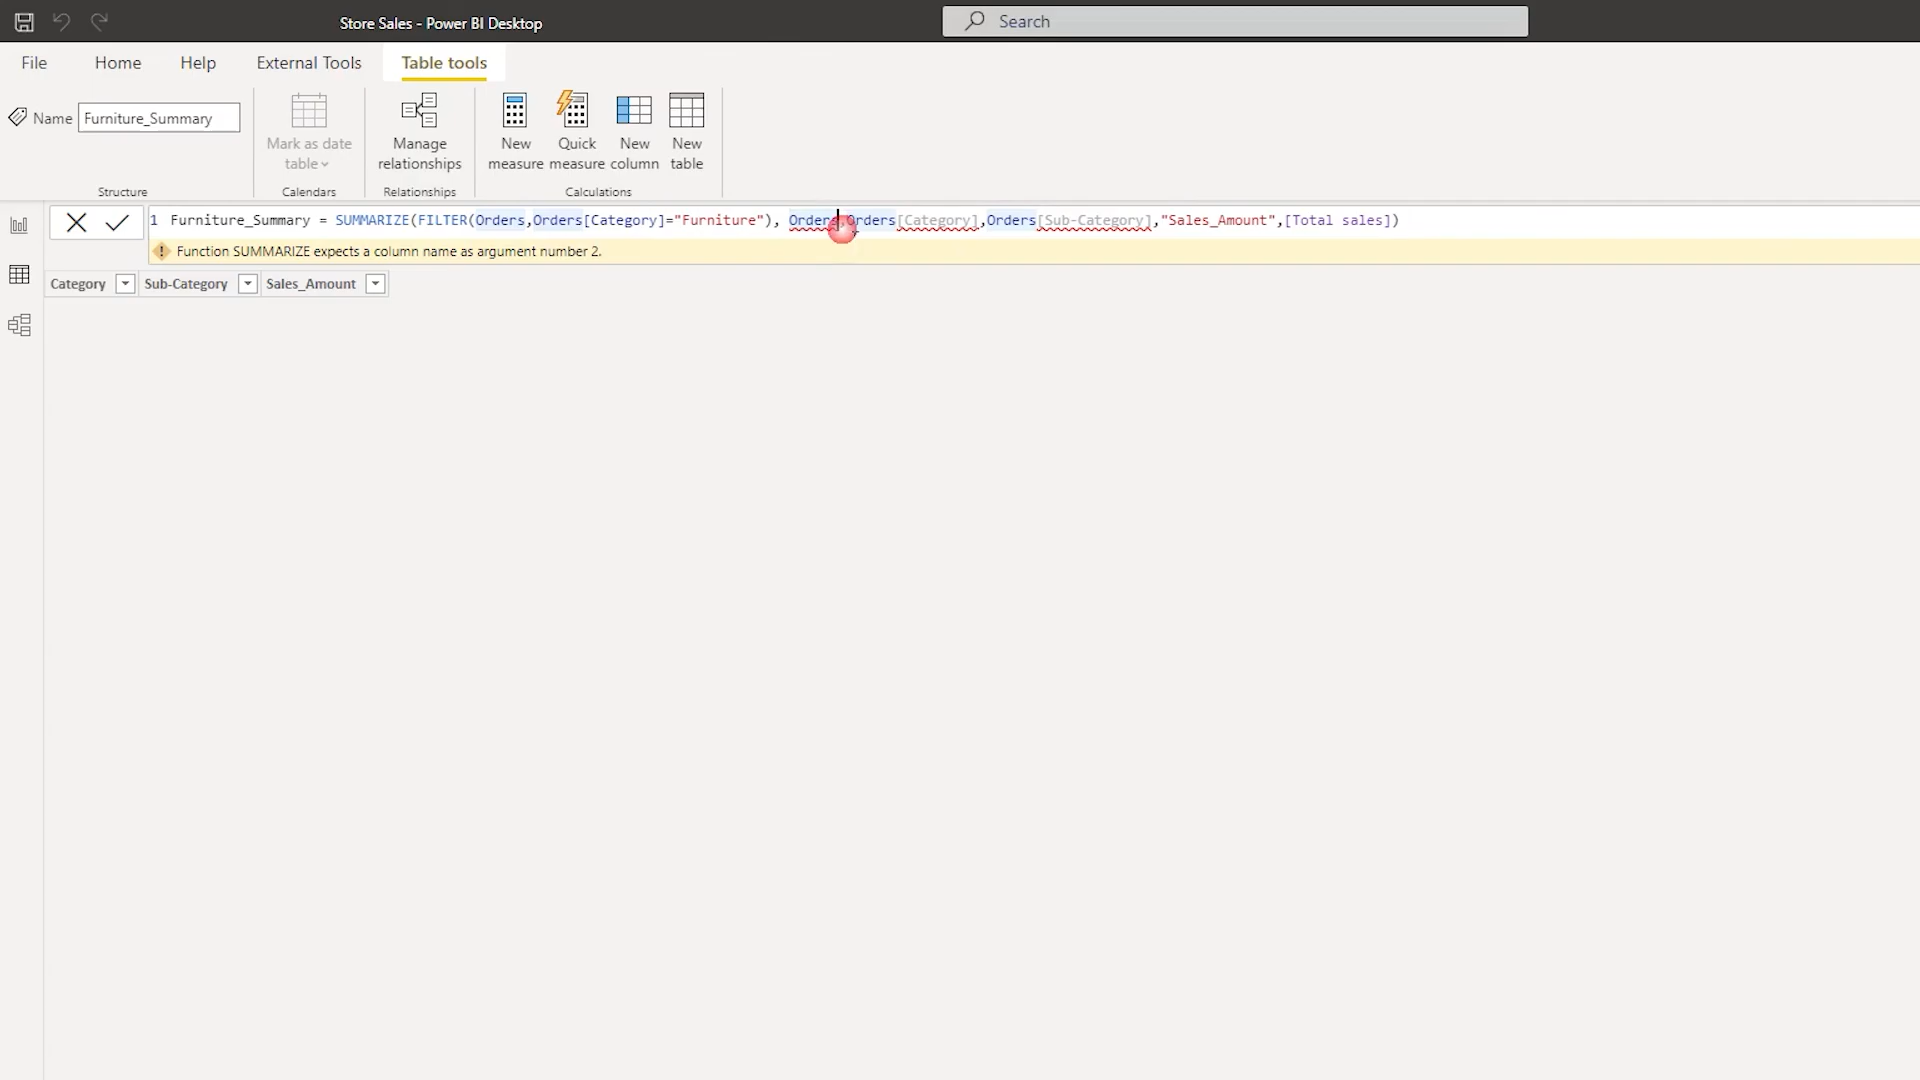 Store Sales - Power BI Desktop
Search
File Home Help External Tools Table tools
Name Furniture_Summary
Mark as date table
Manage relationships
New measure
Quick measure
New column
New table
Structure Calendars Relationships Calculations
1 Furniture_Summary = SUMMARIZE(FILTER(Orders,Orders[Category]="Furniture"), Orders,Orders[Category],Orders[Sub-Category],"Sales_Amount",[Total sales])
Function SUMMARIZE expects a column name as argument number 2.
Category Sub-Category Sales_Amount